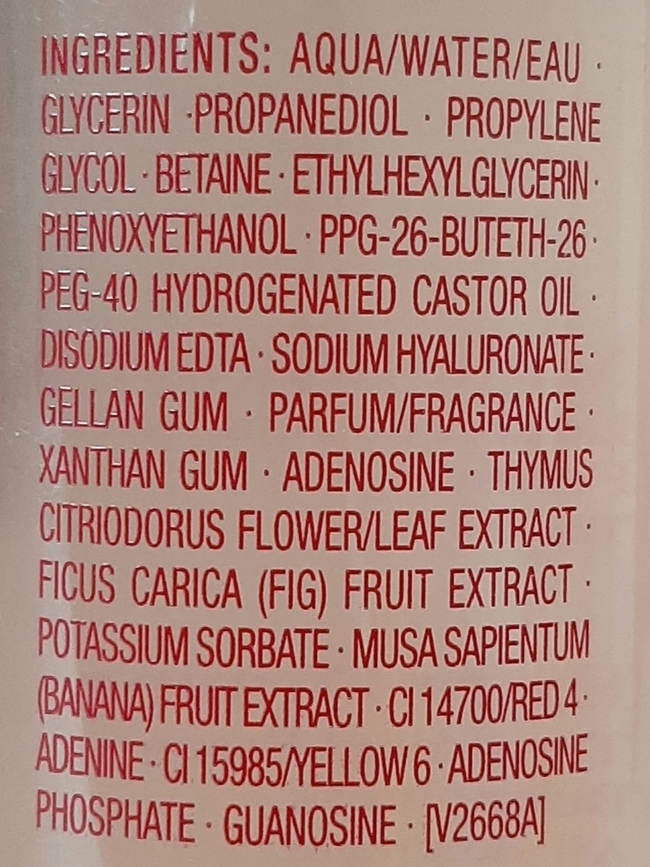 INGREDIENTS: AQUA/WATER/EAU ·
GLYCERIN ·PROPANEDIOL · PROPYLENE
GLYCOL · BETAINE · ETHYLHEXYLGLYCERIN ·
PHENOXYETHANOL · PPG-26-BUTETH-26 ·
PEG-40 HYDROGENATED CASTOR OIL ·
DISODIUM EDTA · SODIUM HYALURONATE ·
GELLAN GUM · PARFUM/FRAGRANCE ·
XANTHAN GUM · ADENOSINE · THYMUS
CITRIODORUS FLOWER/LEAF EXTRACT ·
FICUS CARICA (FIG) FRUIT EXTRACT ·
POTASSIUM SORBATE · MUSA SAPIENTUM
(BANANA) FRUIT EXTRACT · CI 14700/RED 4 ·
ADENINE · CI 15985/YELLOW 6 · ADENOSINE
PHOSPHATE · GUANOSINE · [V2668A]